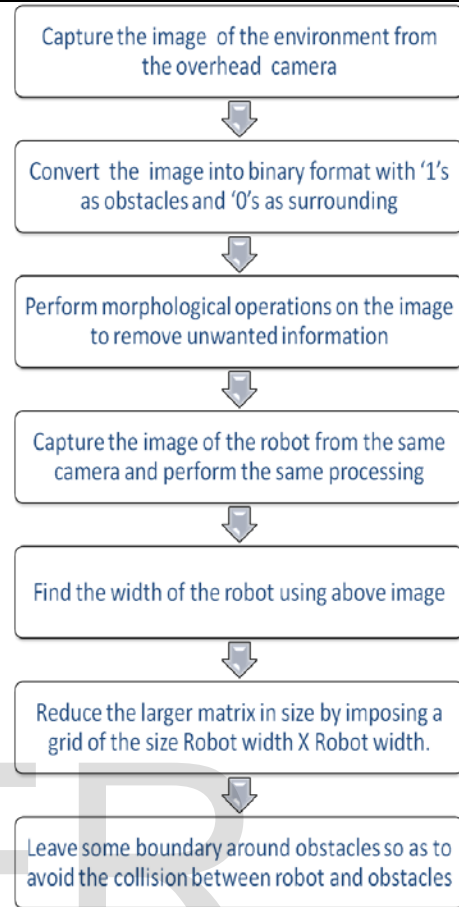 Capture the image of the environment from
the overhead camera
Convert the image into binary format with ‘1’s
as obstacles and ‘0’s as surrounding
Perform morphological operations on the image
to remove unwanted information
Capture the image of the robot from the same
camera and perform the same processing
Find the width of the robot using above image
Reduce the larger matrix in size by imposing a
grid of the size Robot width X Robot width.
Leave some boundary around obstacles so as to
avoid the collision between robot and obstacles